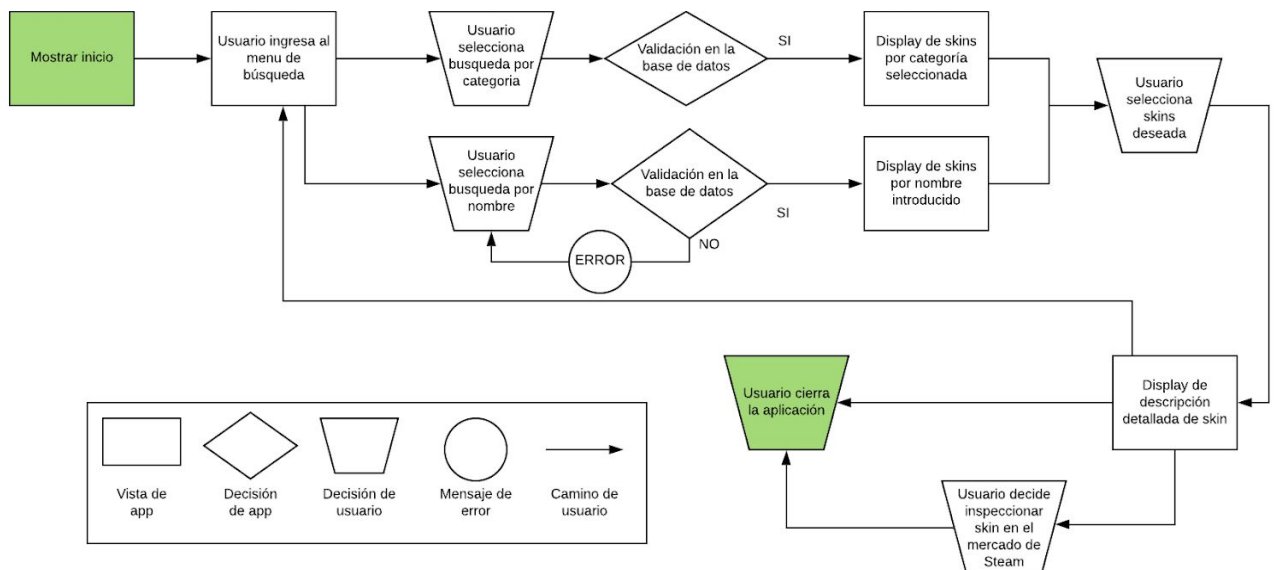 Mostrar inicio
Usuario ingresa al
menu de
búsqueda
Usuario
selecciona
busqueda por
categoria
Validación en la
base de datos
SI
Display de skins
por categoría
seleccionada
Usuario
selecciona
skins
deseada
Usuario
selecciona
busqueda por
nombre
Validación en la
base de datos
SI
NO
ERROR
Display de skins
por nombre
introducido
Usuario cierra
la aplicación
Display de
descripción
detallada de skin
Usuario decide
inspeccionar
skin en el
mercado de
Steam
Vista de
app
Decisión
de app
Decisión de
usuario
Mensaje de
error
Camino de
usuario